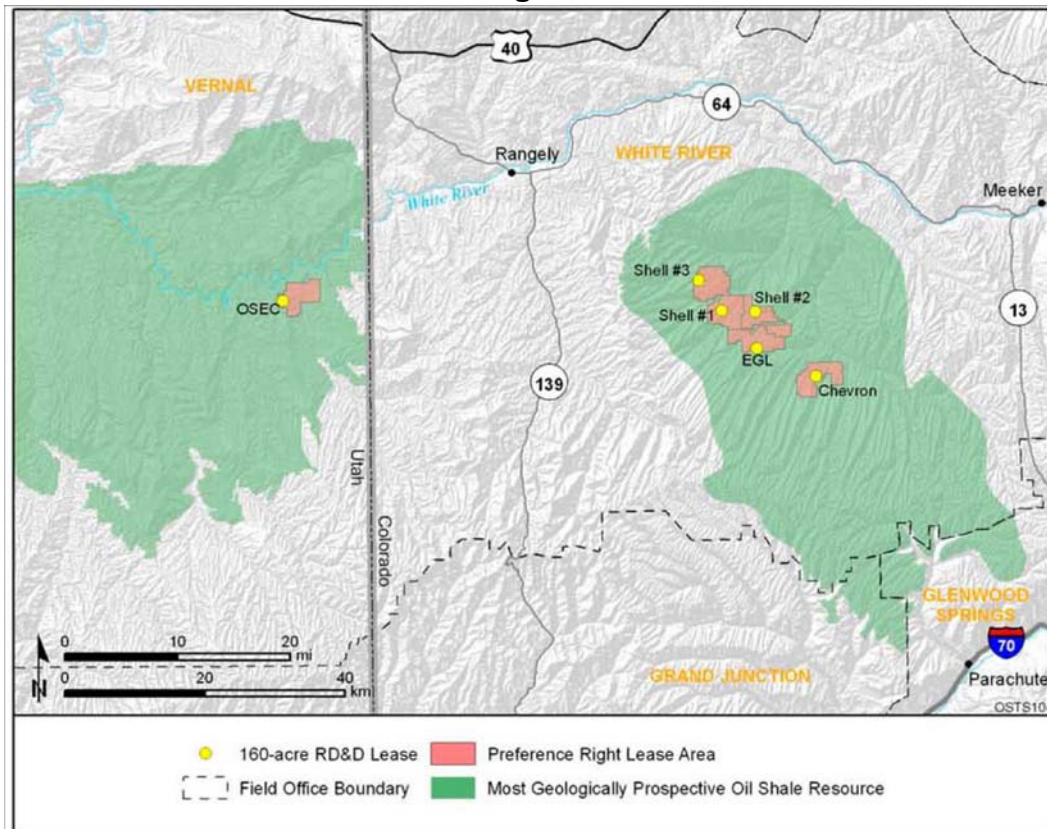 40
VERNAL
64
Rangely
WHITE RIVER
White River
Meeker
Shell #3
Shell #2
Shell #1
OSEC
13
EGL
139
Chevron
Utah
Colorado
GLENWOOD
SPRINGS
0 10 20
mi
70
0 20 40
km
N
GRAND JUNCTION
Parachute
OSTS10
160-acre RD&D Lease
Preference Right Lease Area
Field Office Boundary
Most Geologically Prospective Oil Shale Resource